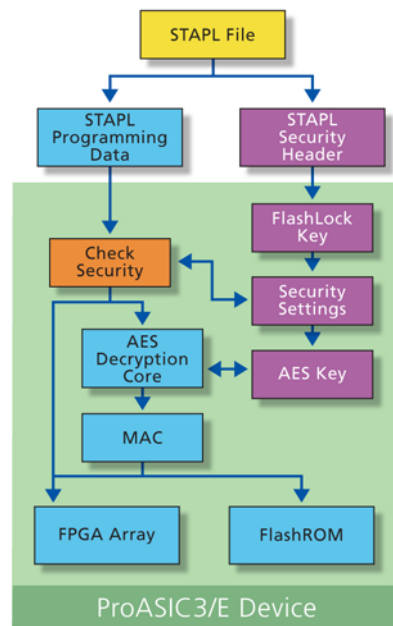 STAPL File
STAPL
Programming
Data
STAPL
Security
Header
FlashLock
Key
Check
Security
Security
Settings
AES
Decryption
Core
AES Key
MAC
FPGA Array
FlashROM
ProASIC3/E Device